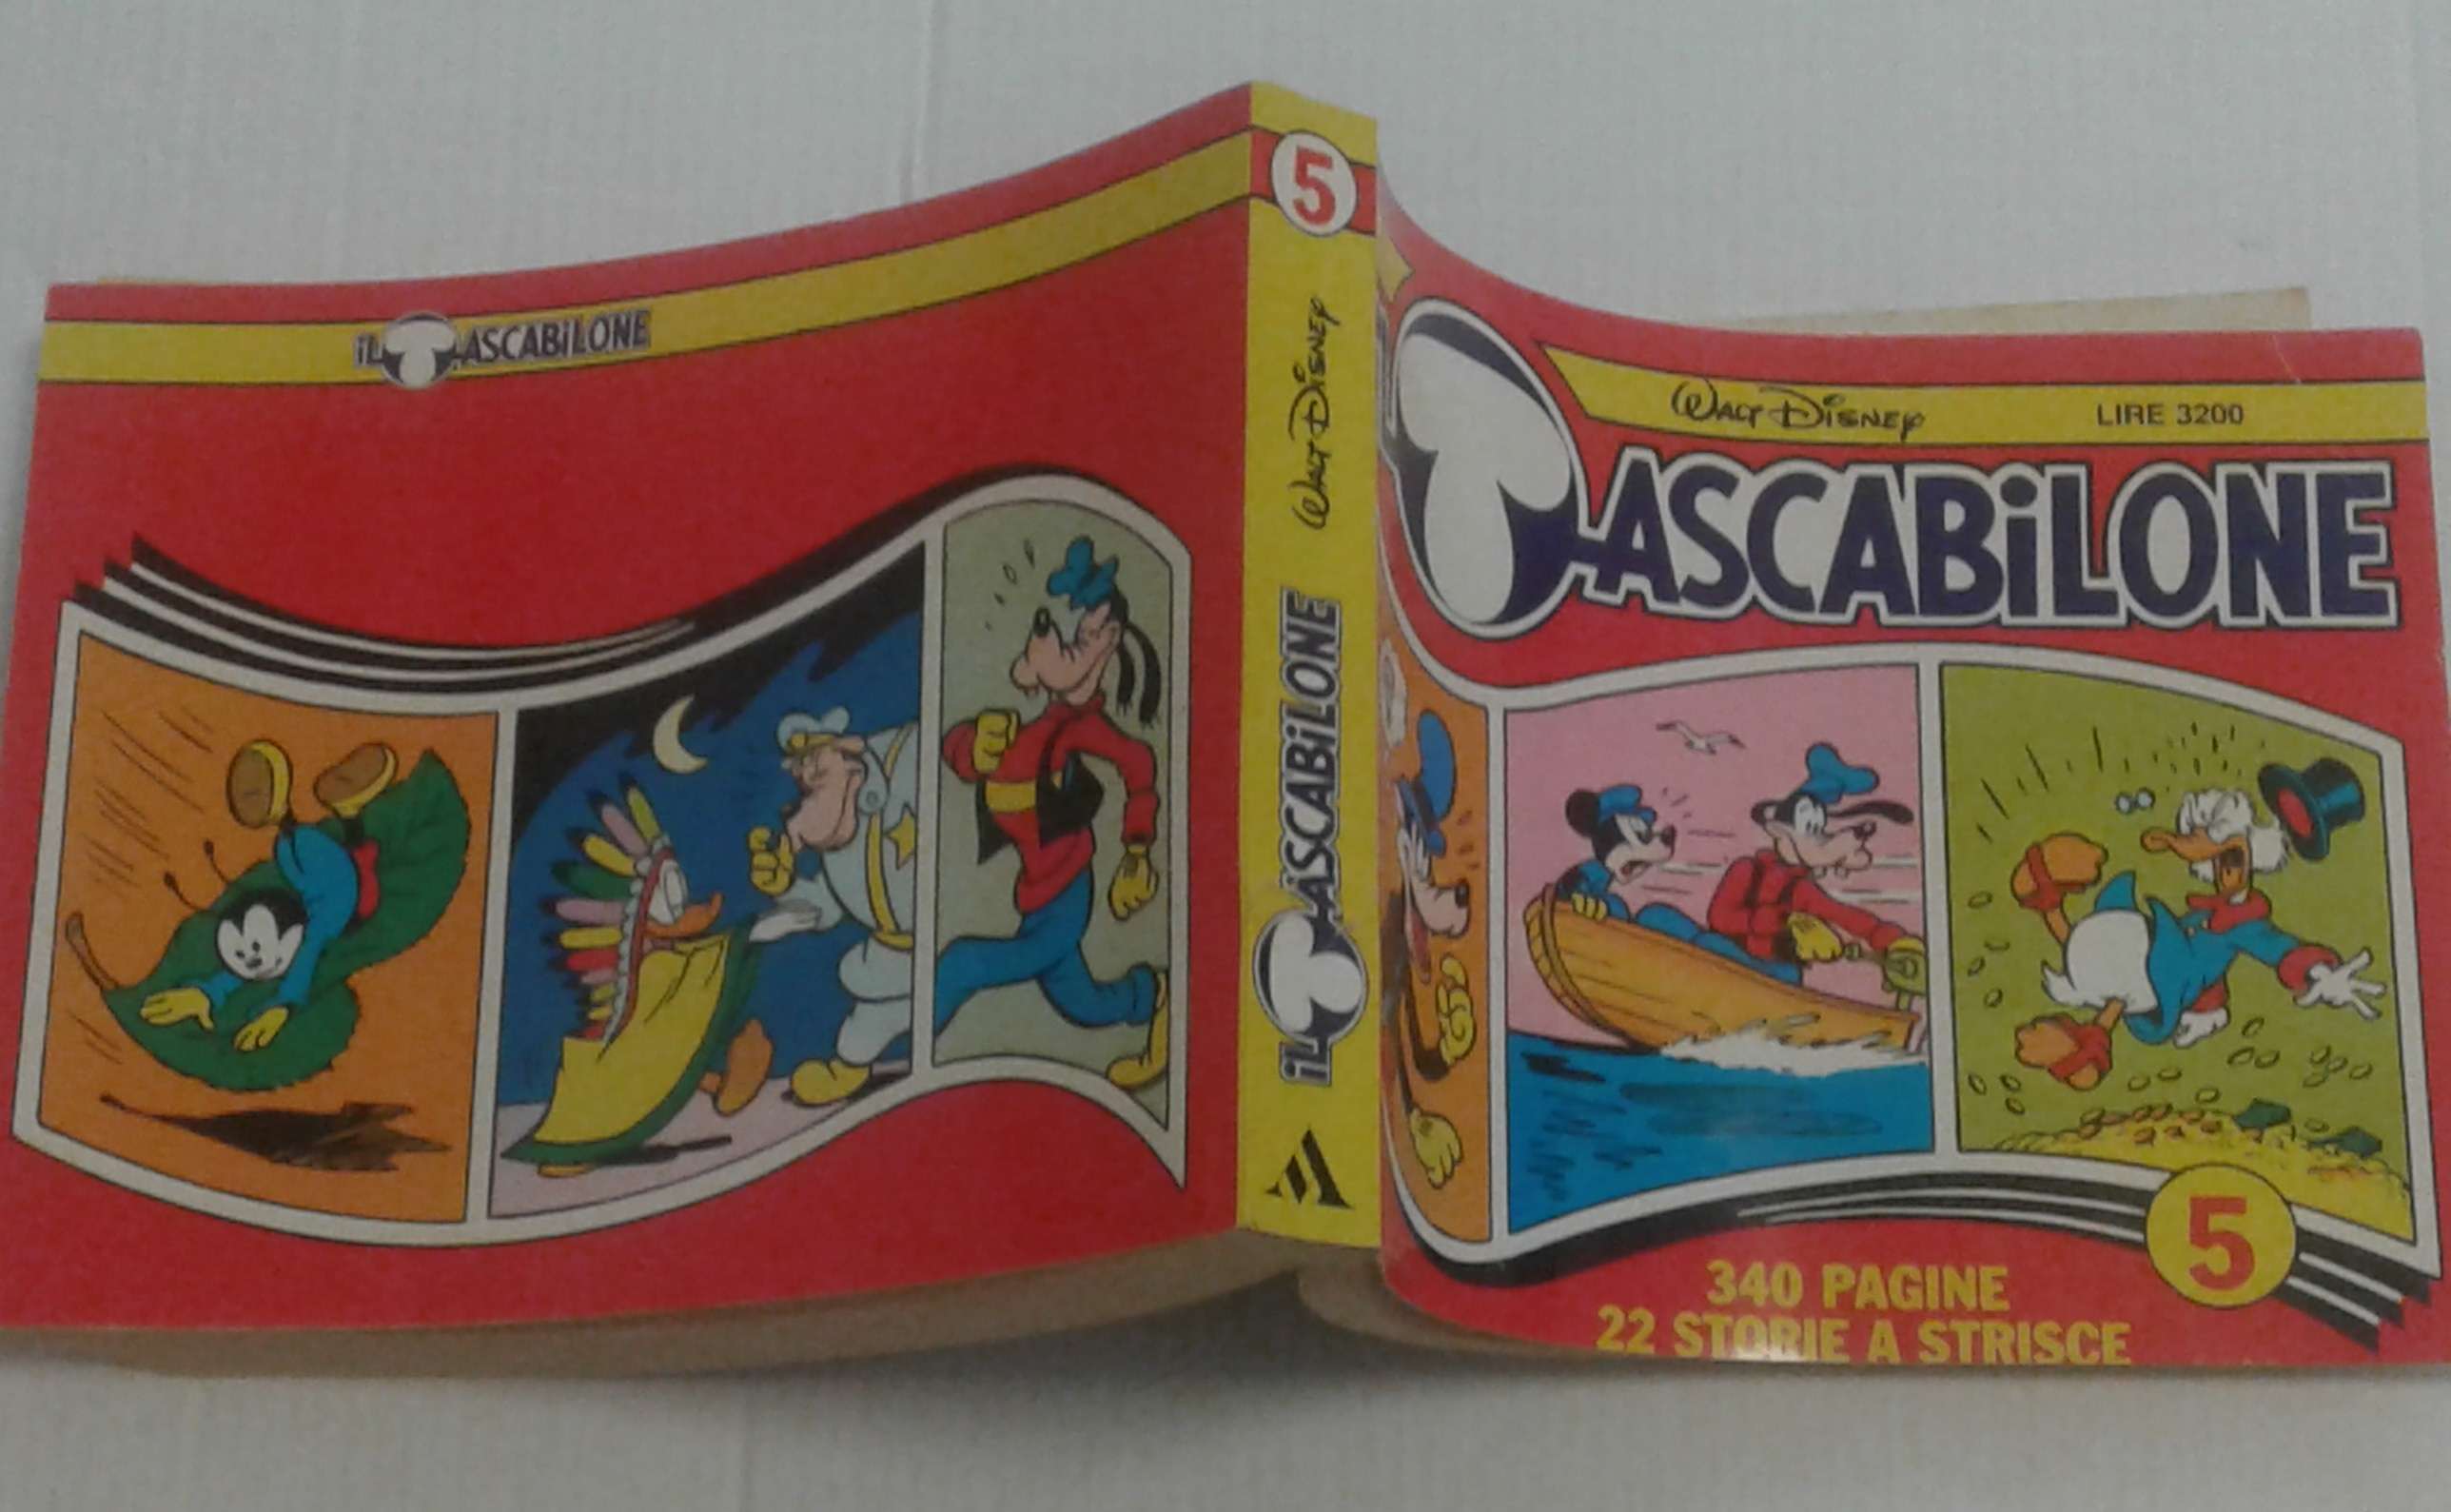 iL TASCABiLONE
5
WALT DISNEY
iL TASCABiLONE
WALT DISNEY LIRE 3200
TASCABiLONE
5
340 PAGINE
22 STORIE A STRISCE